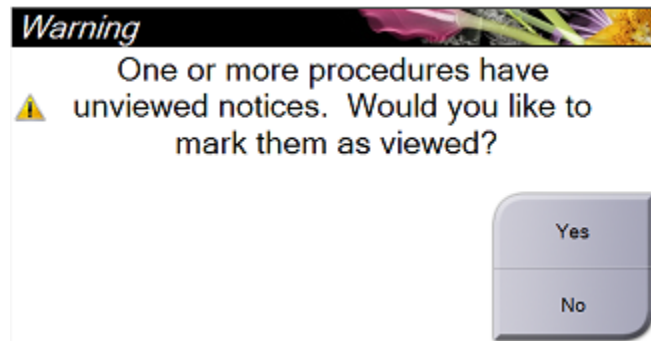 Warning
One or more procedures have
unviewed notices.  Would you like to
mark them as viewed?
Yes
No